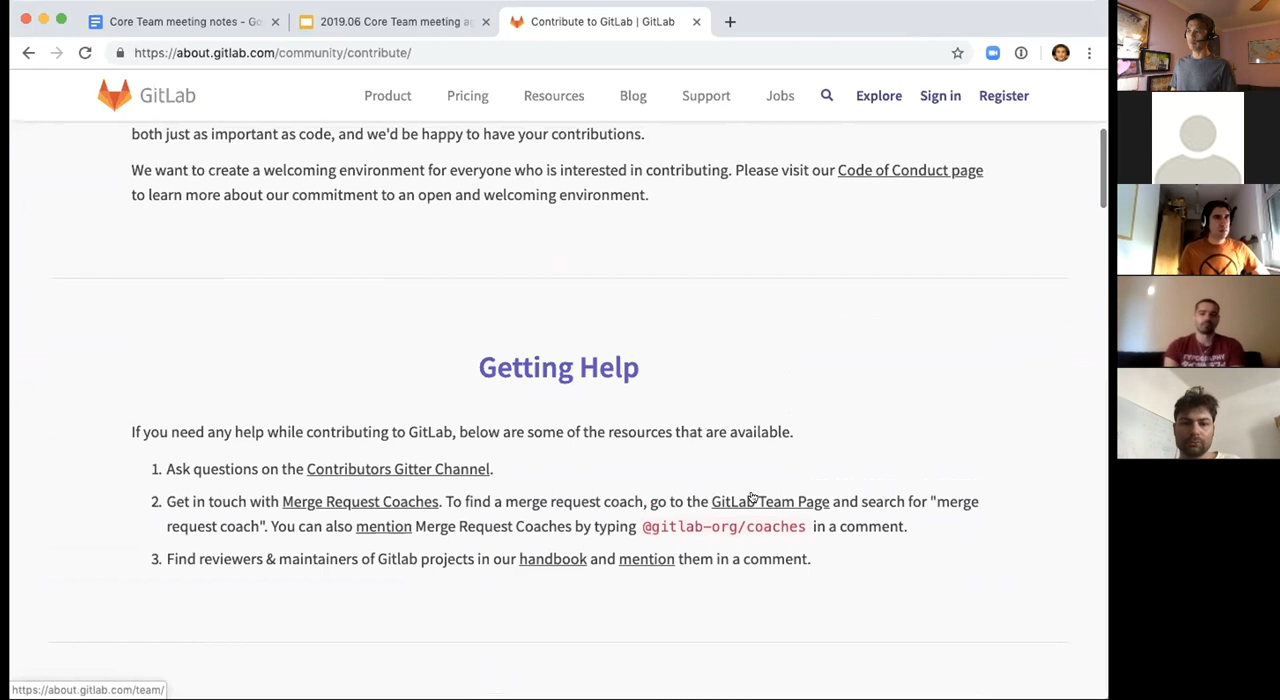 Core Team meeting notes - Go
2019.06 Core Team meeting a
Contribute to GitLab | GitLab
https://about.gitlab.com/community/contribute/
GitLab
Product
Pricing
Resources
Blog
Support
Jobs
Explore
Sign in
Register
both just as important as code, and we'd be happy to have your contributions.
We want to create a welcoming environment for everyone who is interested in contributing. Please visit our Code of Conduct page
to learn more about our commitment to an open and welcoming environment.
Getting Help
If you need any help while contributing to GitLab, below are some of the resources that are available.
1. Ask questions on the Contributors Gitter Channel.
2. Get in touch with Merge Request Coaches. To find a merge request coach, go to the GitLab Team Page and search for "merge
request coach". You can also mention Merge Request Coaches by typing @gitlab-org/coaches in a comment.
3. Find reviewers & maintainers of Gitlab projects in our handbook and mention them in a comment.
https://about.gitlab.com/team/